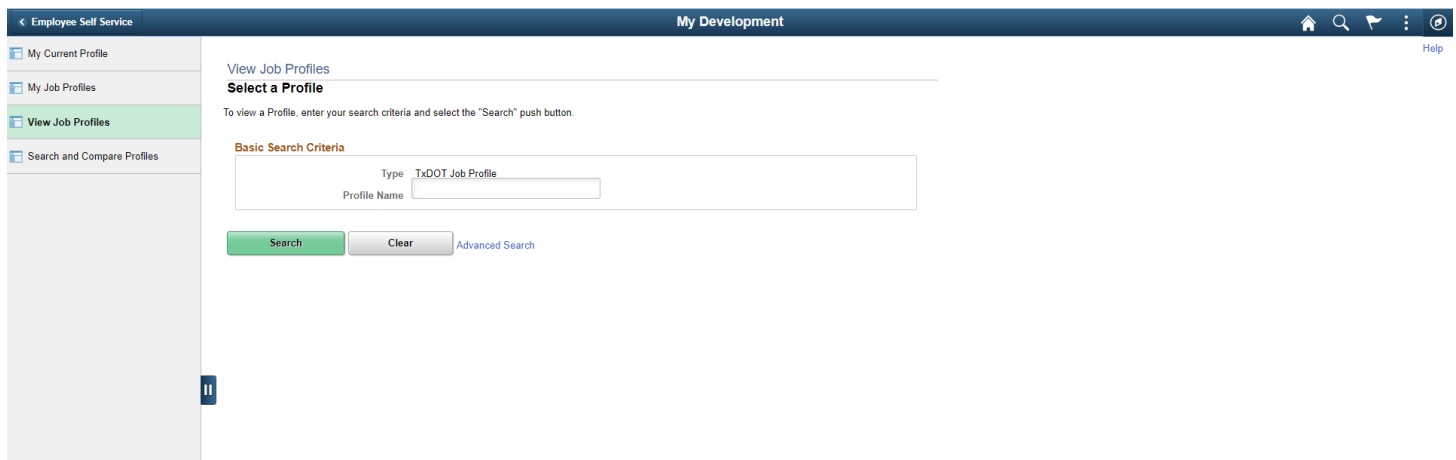 Employee Self Service
My Development
My Current Profile
My Job Profiles
View Job Profiles
Search and Compare Profiles
Help
View Job Profiles
Select a Profile
To view a Profile, enter your search criteria and select the "Search" push button.
Basic Search Criteria
Type TxDOT Job Profile
Profile Name
Search Clear Advanced Search